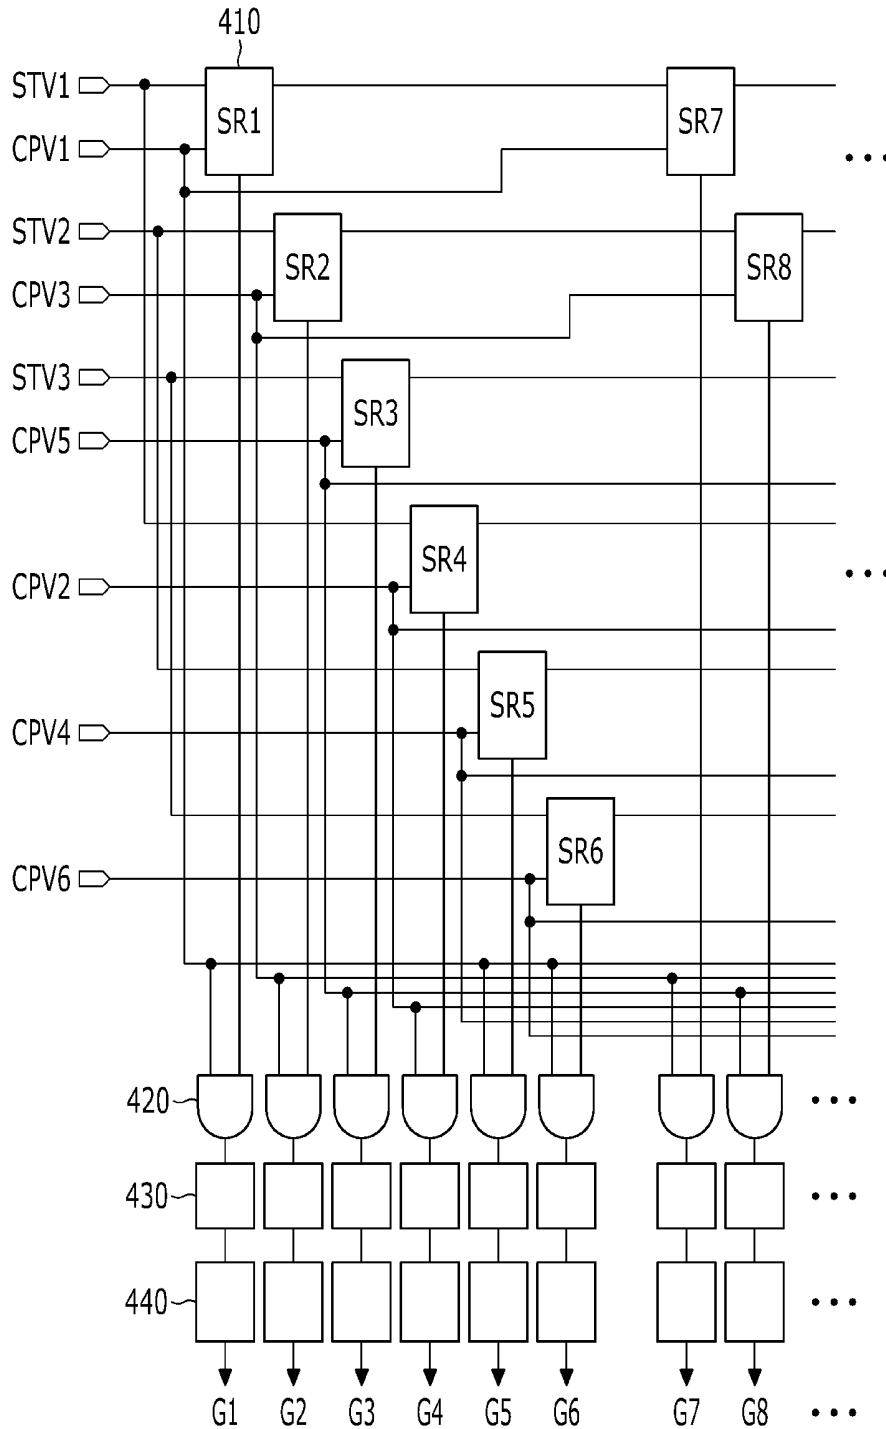 410
STV1
SR1
SR7
CPV1
...
STV2
SR2
SR8
CPV3
STV3
SR3
CPV5
SR4
CPV2
...
SR5
CPV4
SR6
CPV6
420
...
430
...
440
...
G1 G2 G3 G4 G5 G6 G7 G8 ...